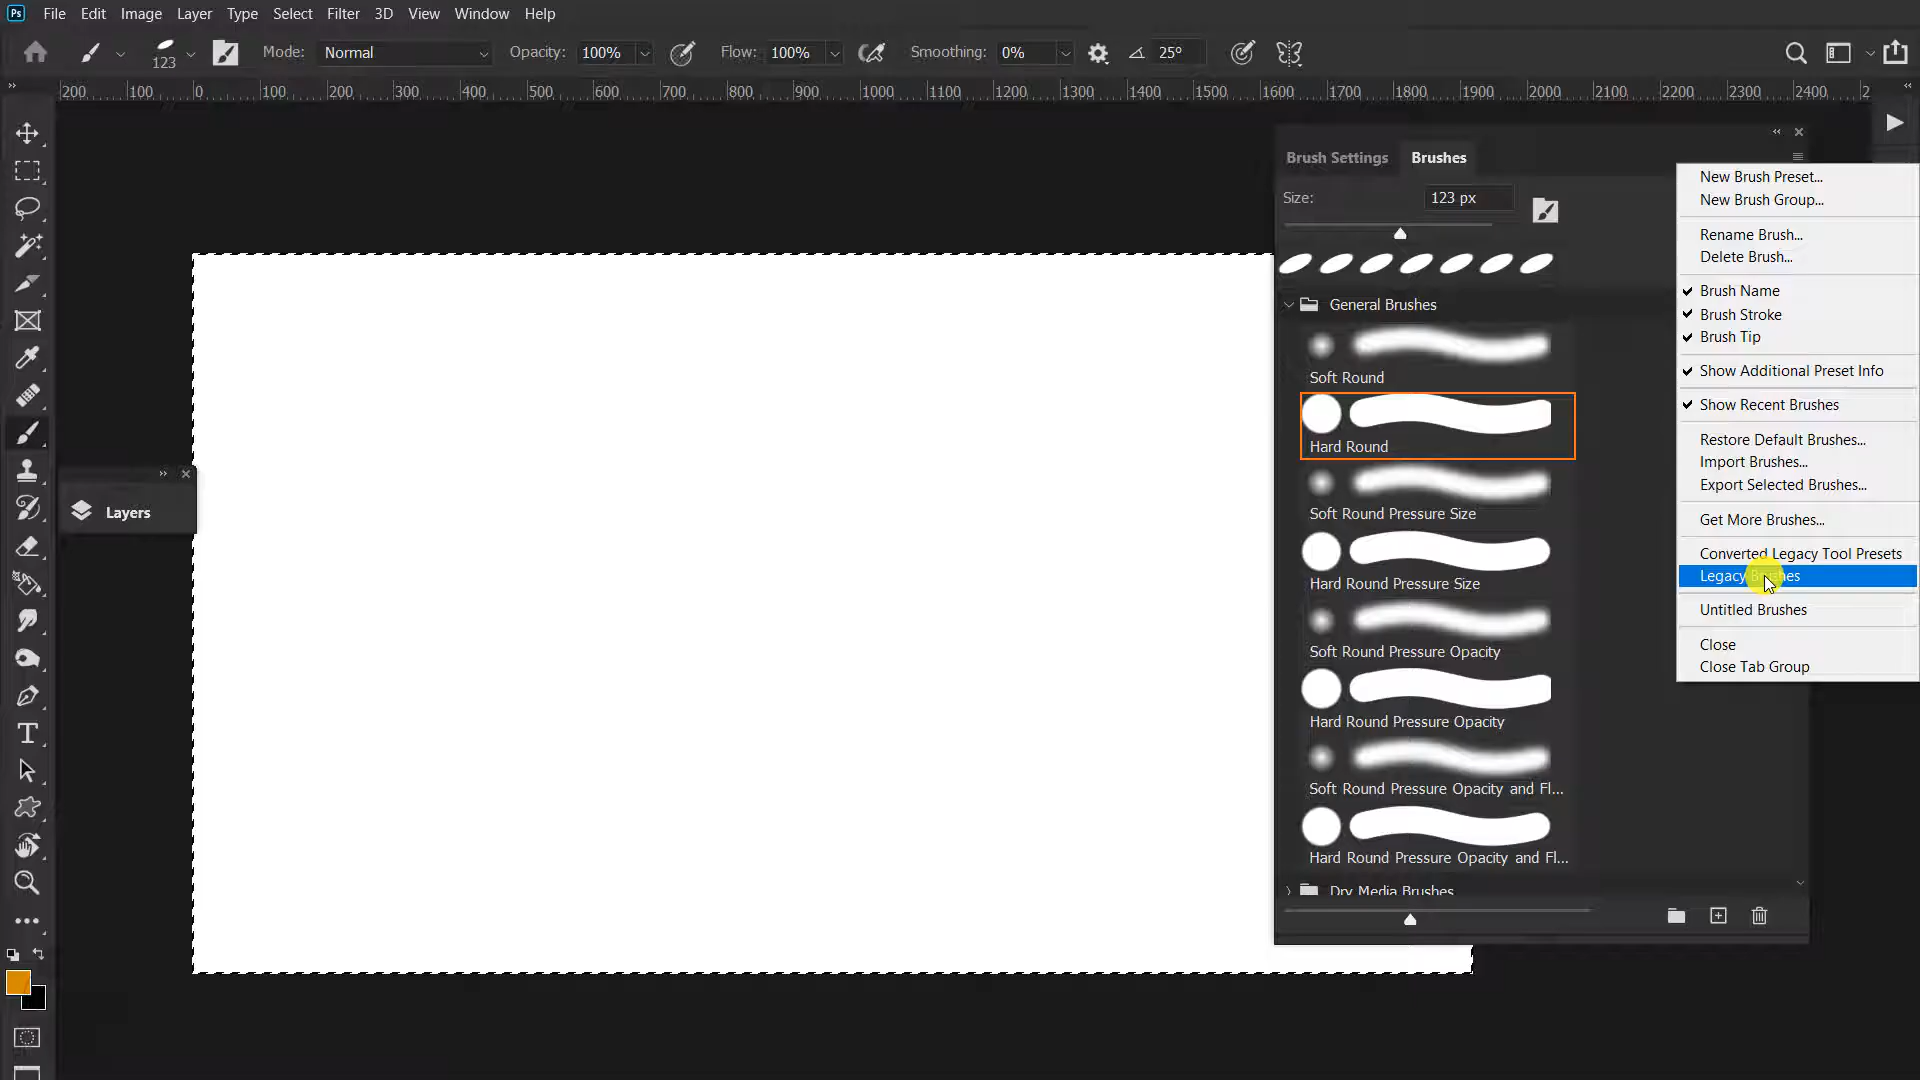 Ps File Edit Image Layer Type Select Filter 3D View Window Help
123 Mode: Normal Opacity: 100% Flow: 100% Smoothing: 0% 25°
200 100 0 100 200 300 400 500 600 700 800 900 1000 1100 1200 1300 1400 1500 1600 1700 1800 1900 2000 2100 2200 2300 2400 2
Layers
Brush Settings Brushes
Size: 123 px
General Brushes
Soft Round
Hard Round
Soft Round Pressure Size
Hard Round Pressure Size
Soft Round Pressure Opacity
Hard Round Pressure Opacity
Soft Round Pressure Opacity and Fl...
Hard Round Pressure Opacity and Fl...
Dry Media Brushes
New Brush Preset...
New Brush Group...
Rename Brush...
Delete Brush...
Brush Name
Brush Stroke
Brush Tip
Show Additional Preset Info
Show Recent Brushes
Restore Default Brushes...
Import Brushes...
Export Selected Brushes...
Get More Brushes...
Converted Legacy Tool Presets
Legacy Brushes
Untitled Brushes
Close
Close Tab Group